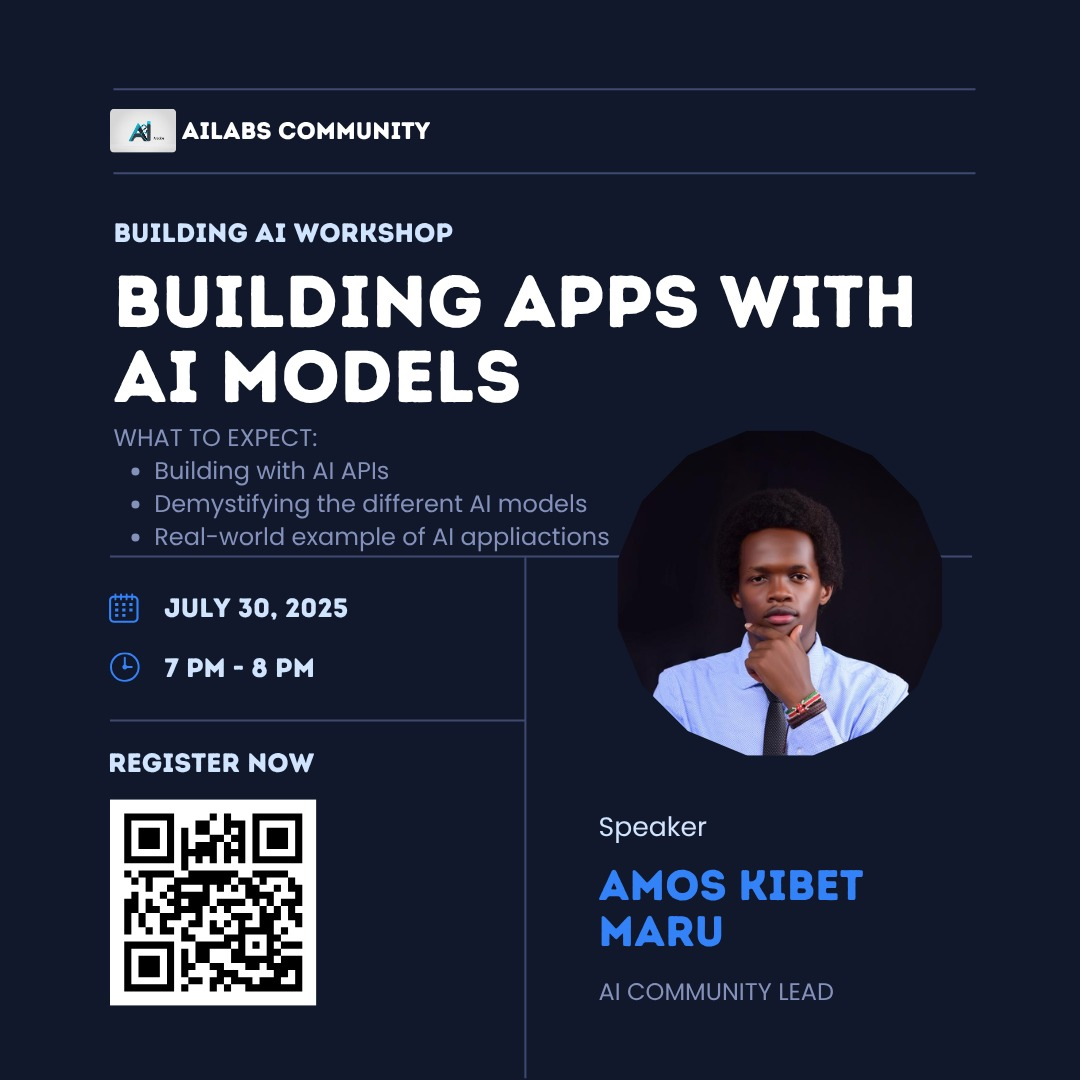 Ai
AILABS COMMUNITY
BUILDING AI WORKSHOP
BUILDING APPS WITH
AI MODELS
WHAT TO EXPECT:
• Building with AI APIs
• Demystifying the different AI models
• Real-world example of AI appliactions
JULY 30, 2025
7 PM - 8 PM
REGISTER NOW
Speaker
AMOS KIBET
MARU
AI COMMUNITY LEAD